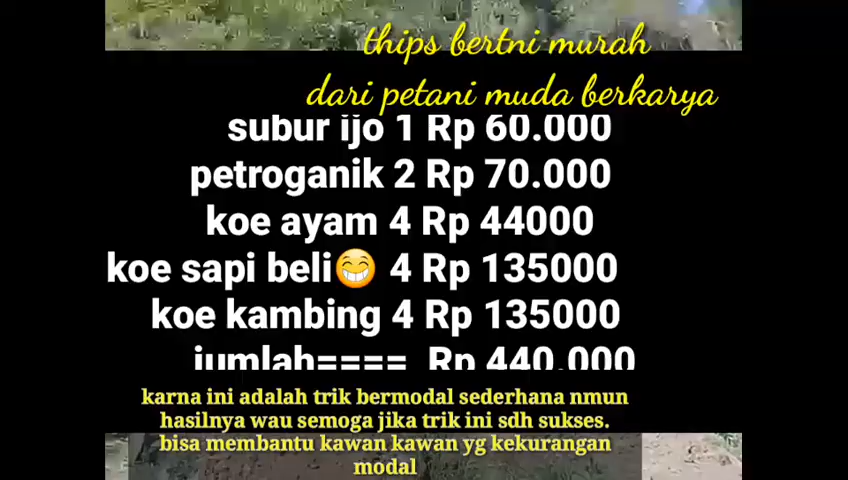 thips bertni murah
dari petani muda berkarya
subur ijo 1 Rp 60.000
petroganik 2 Rp 70.000
koe ayam 4 Rp 44000
koe sapi beli😁 4 Rp 135000
koe kambing 4 Rp 135000
jumlah==== Rp 440.000
karna ini adalah trik bermodal sederhana nmun
hasilnya wau semoga jika trik ini sdh sukses.
bisa membantu kawan kawan yg kekurangan
modal